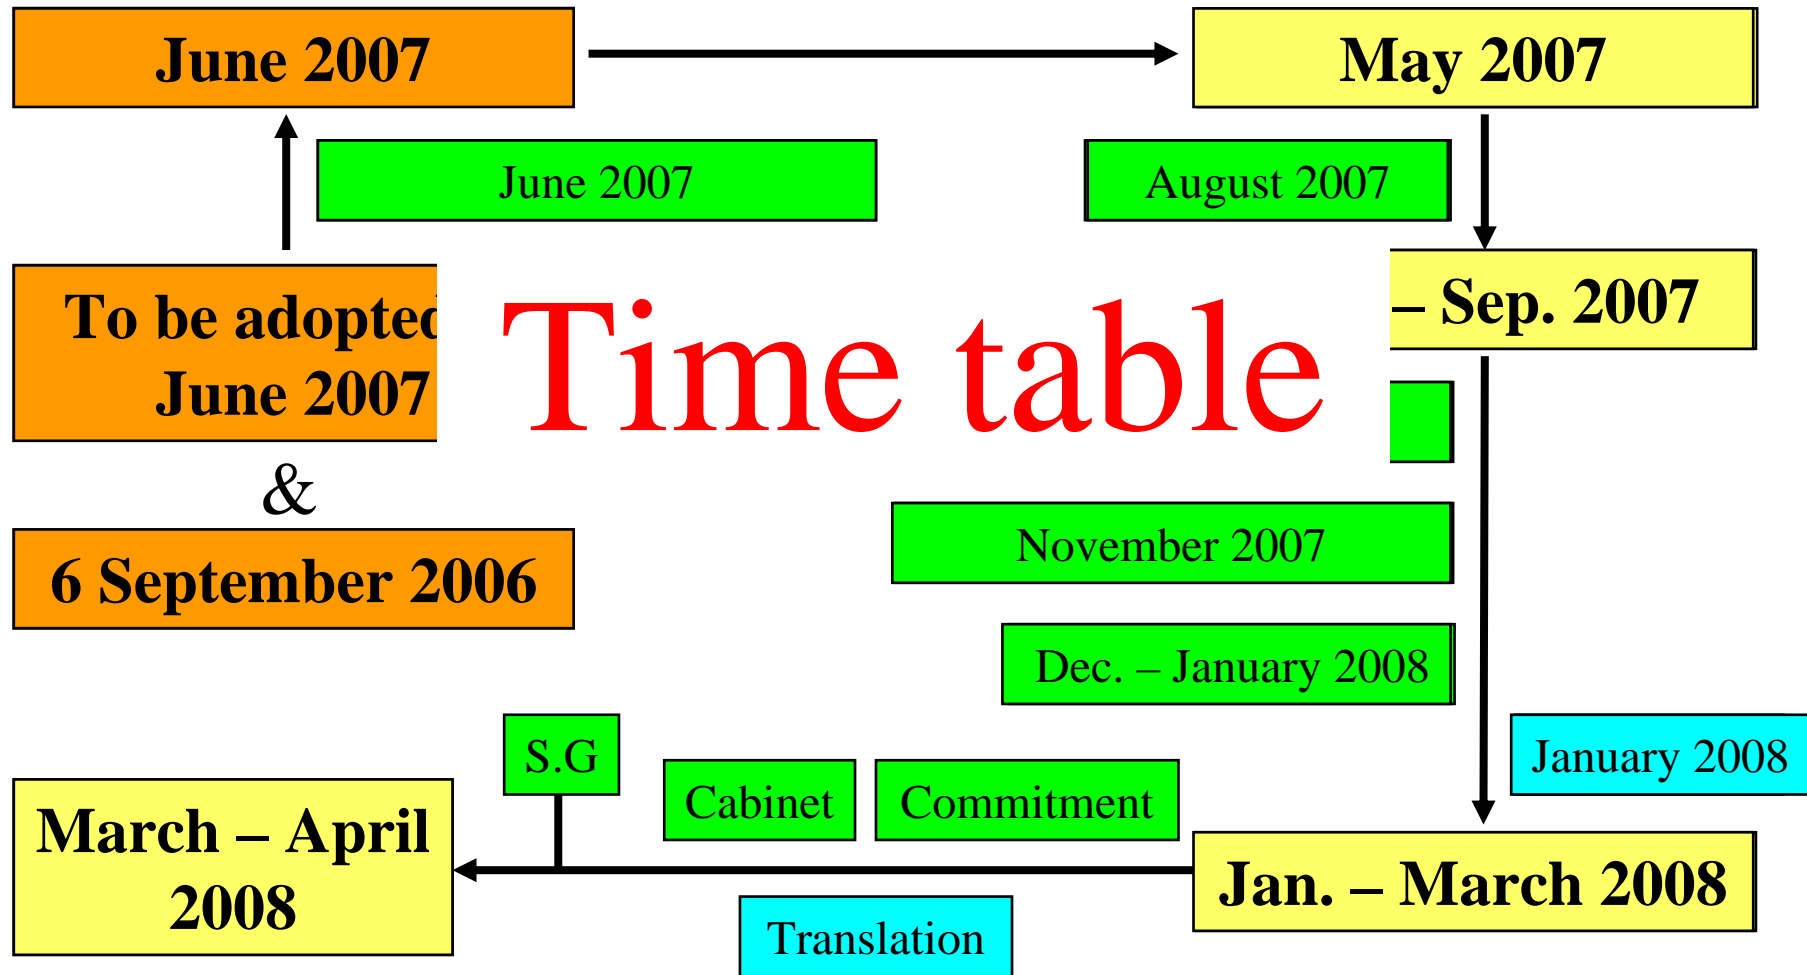 June 2007
May 2007
June 2007
August 2007
To be adopted
June 2007
Time table
– Sep. 2007
&
6 September 2006
November 2007
Dec. – January 2008
S.G
January 2008
Cabinet
Commitment
March – April
2008
Jan. – March 2008
Translation